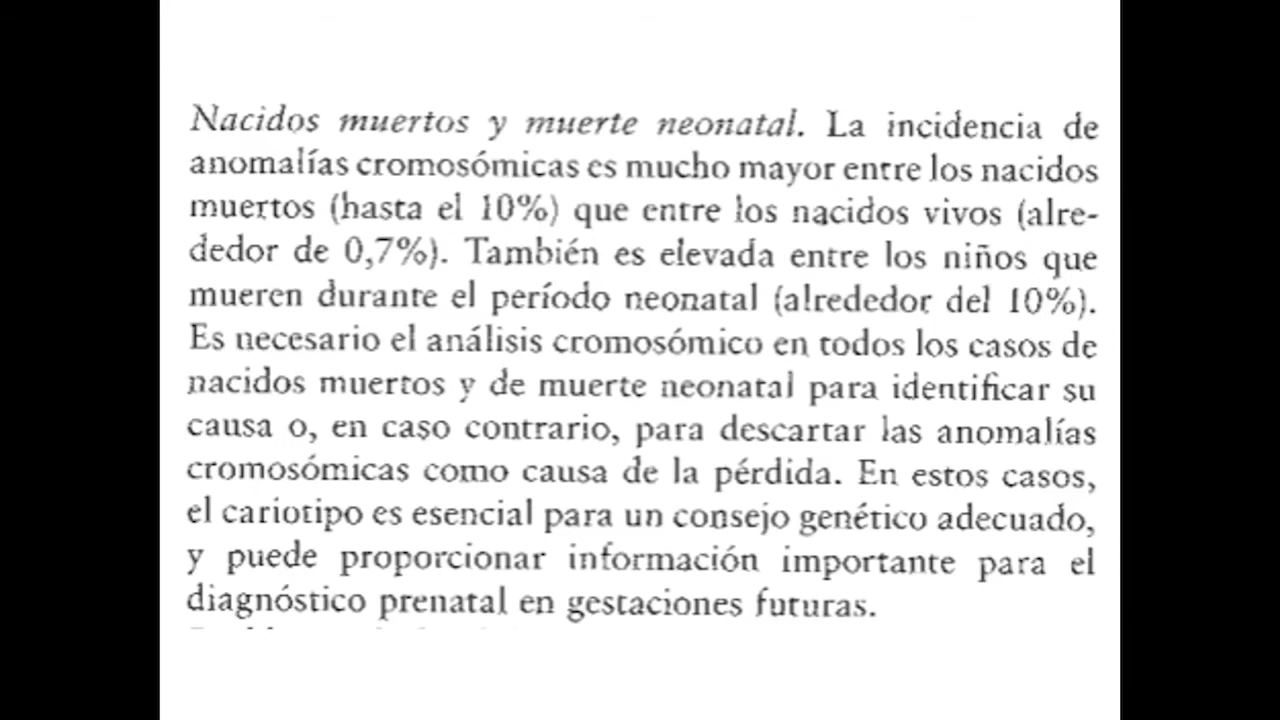 Nacidos muertos y muerte neonatal. La incidencia de
anomalías cromosómicas es mucho mayor entre los nacidos
muertos (hasta el 10%) que entre los nacidos vivos (alre-
dedor de 0,7%). También es elevada entre los niños que
mueren durante el período neonatal (alrededor del 10%).
Es necesario el análisis cromosómico en todos los casos de
nacidos muertos y de muerte neonatal para identificar su
causa o, en caso contrario, para descartar las anomalías
cromosómicas como causa de la pérdida. En estos casos,
el cariotipo es esencial para un consejo genético adecuado,
y puede proporcionar información importante para el
diagnóstico prenatal en gestaciones futuras.